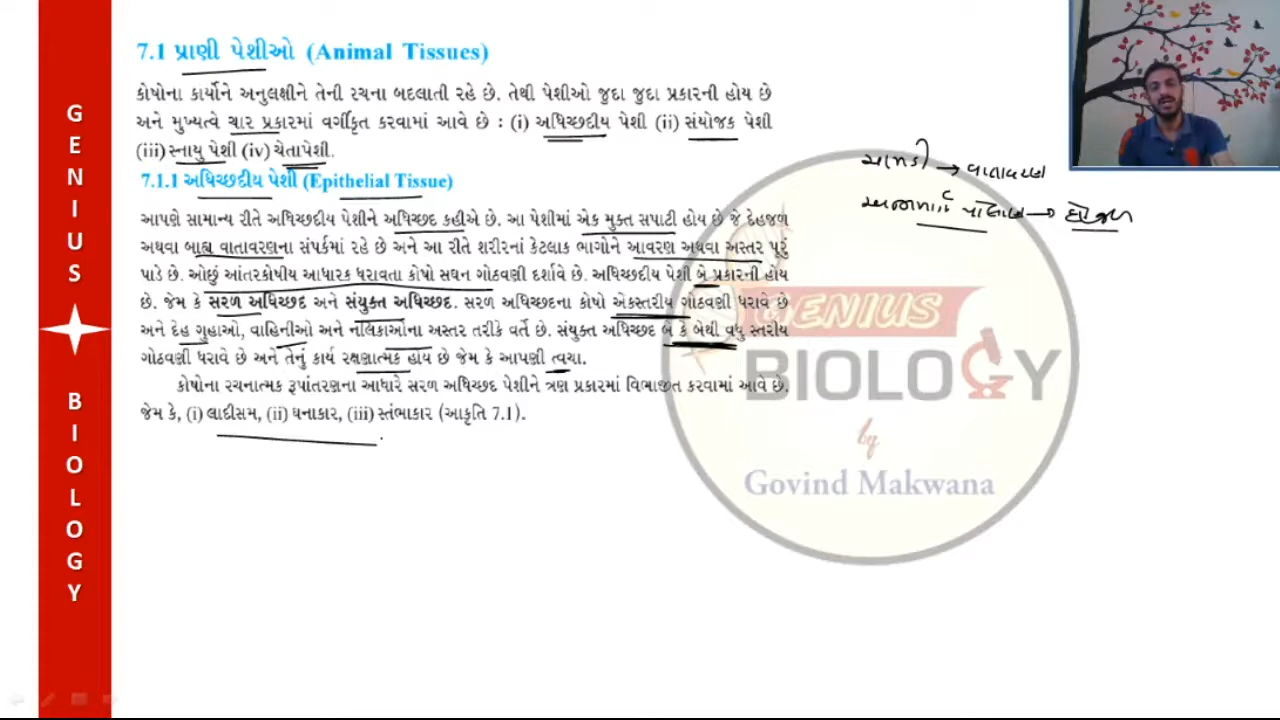 GENIUS BIOLOGY
7.1 પ્રાણી પેશીઓ (Animal Tissues)
કોષોના કાર્યોને અનુલક્ષીને તેની રચના બદલાતી રહે છે. તેથી પેશીઓ જુદા જુદા પ્રકારની હોય છે
અને મુખ્યત્વે ચાર પ્રકારમાં વર્ગીકૃત કરવામાં આવે છે : (i) અધિચ્છદીય પેશી (ii) સંયોજક પેશી
(iii) સ્નાયુ પેશી (iv) ચેતાપેશી.
7.1.1 અધિચ્છદીય પેશી (Epithelial Tissue)
આપણે સામાન્ય રીતે અધિચ્છદીય પેશીને અધિચ્છદ કહીએ છે. આ પેશીમાં એક મુક્ત સપાટી હોય છે જે દેહજળ
અથવા બાહ્ય વાતાવરણના સંપર્કમાં રહે છે અને આ રીતે શરીરનાં કેટલાક ભાગોને આવરણ અથવા અસ્તર પૂરું
પાડે છે. ઓછું આંતરકોષીય આધારક ધરાવતા કોષો સઘન ગોઠવણી દર્શાવે છે. અધિચ્છદીય પેશી બે પ્રકારની હોય
છે. જેમ કે સરળ અધિચ્છદ અને સંયુક્ત અધિચ્છદ. સરળ અધિચ્છદના કોષો એકસ્તરીય ગોઠવણી ધરાવે છે
અને દેહ ગુહાઓ, વાહિનીઓ અને નલિકાઓના અસ્તર તરીકે વર્તે છે. સંયુક્ત અધિચ્છદ બે કે બેથી વધુ સ્તરીય
ગોઠવણી ધરાવે છે અને તેનું કાર્ય રક્ષણાત્મક હોય છે જેમ કે આપણી ત્વચા.
કોષોના રચનાત્મક રૂપાંતરણના આધારે સરળ અધિચ્છદ પેશીને ત્રણ પ્રકારમાં વિભાજીત કરવામાં આવે છે.
જેમ કે, (i) લાદીસમ, (ii) ઘનાકાર, (iii) સ્તંભાકાર (આકૃતિ 7.1).
ચામડી → વાતાવરણ
અન્નમાર્ગ પોલાણ →
GENIUS
BIOLOGY
by
Govind Makwana